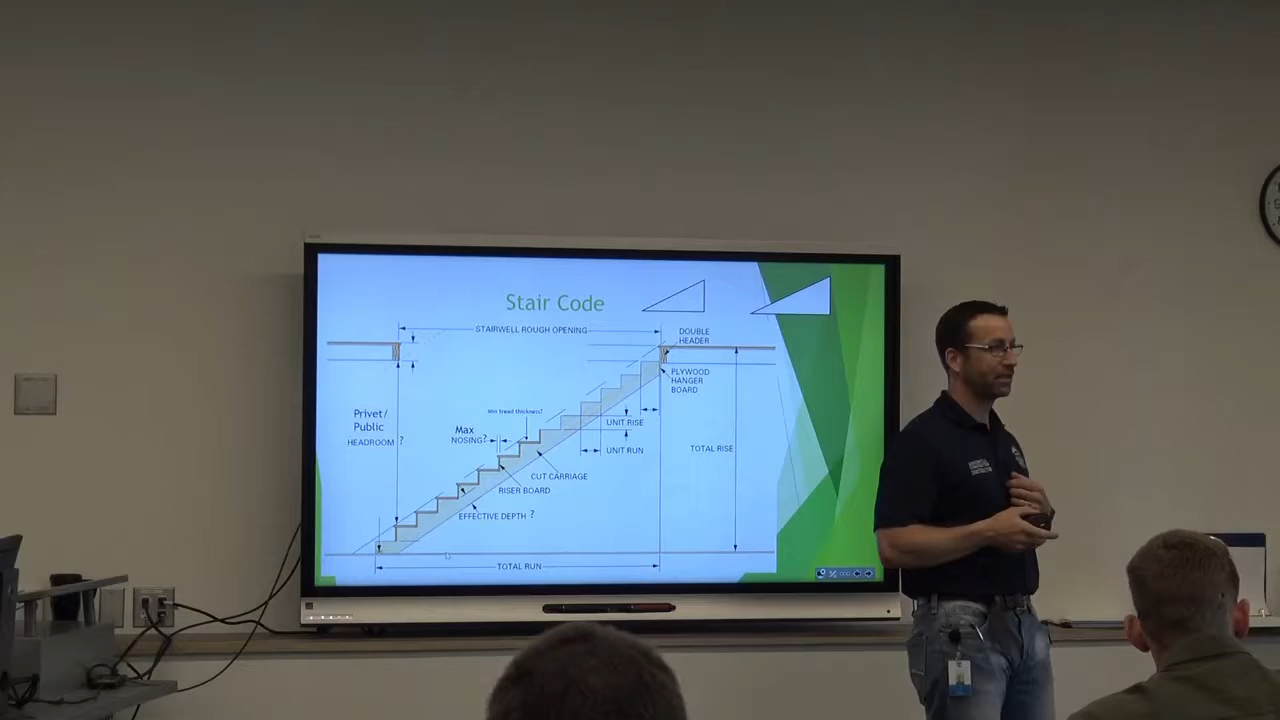 Stair Code
STAIRWELL ROUGH OPENING
DOUBLE
HEADER
PLYWOOD
HANGER
BOARD
Privet/
Public
HEADROOM ?
Min tread thickness?
Max
NOSING?
UNIT RISE
UNIT RUN
TOTAL RISE
CUT CARRIAGE
RISER BOARD
EFFECTIVE DEPTH ?
TOTAL RUN